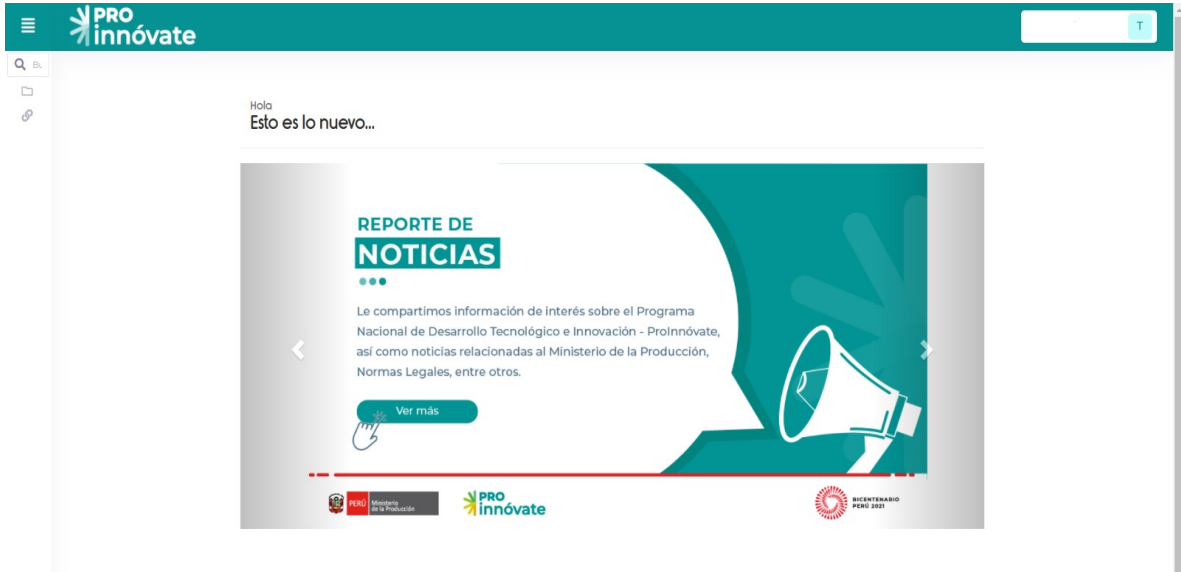 PRO
innóvate
T
Bu
Hola
Esto es lo nuevo...
REPORTE DE
NOTICIAS
Le compartimos información de interés sobre el Programa
Nacional de Desarrollo Tecnológico e Innovación - ProInnóvate,
así como noticias relacionadas al Ministerio de la Producción,
Normas Legales, entre otros.
Ver más
PERÚ Ministerio
de la Producción
PRO
innóvate
BICENTENARIO
PERÚ 2021